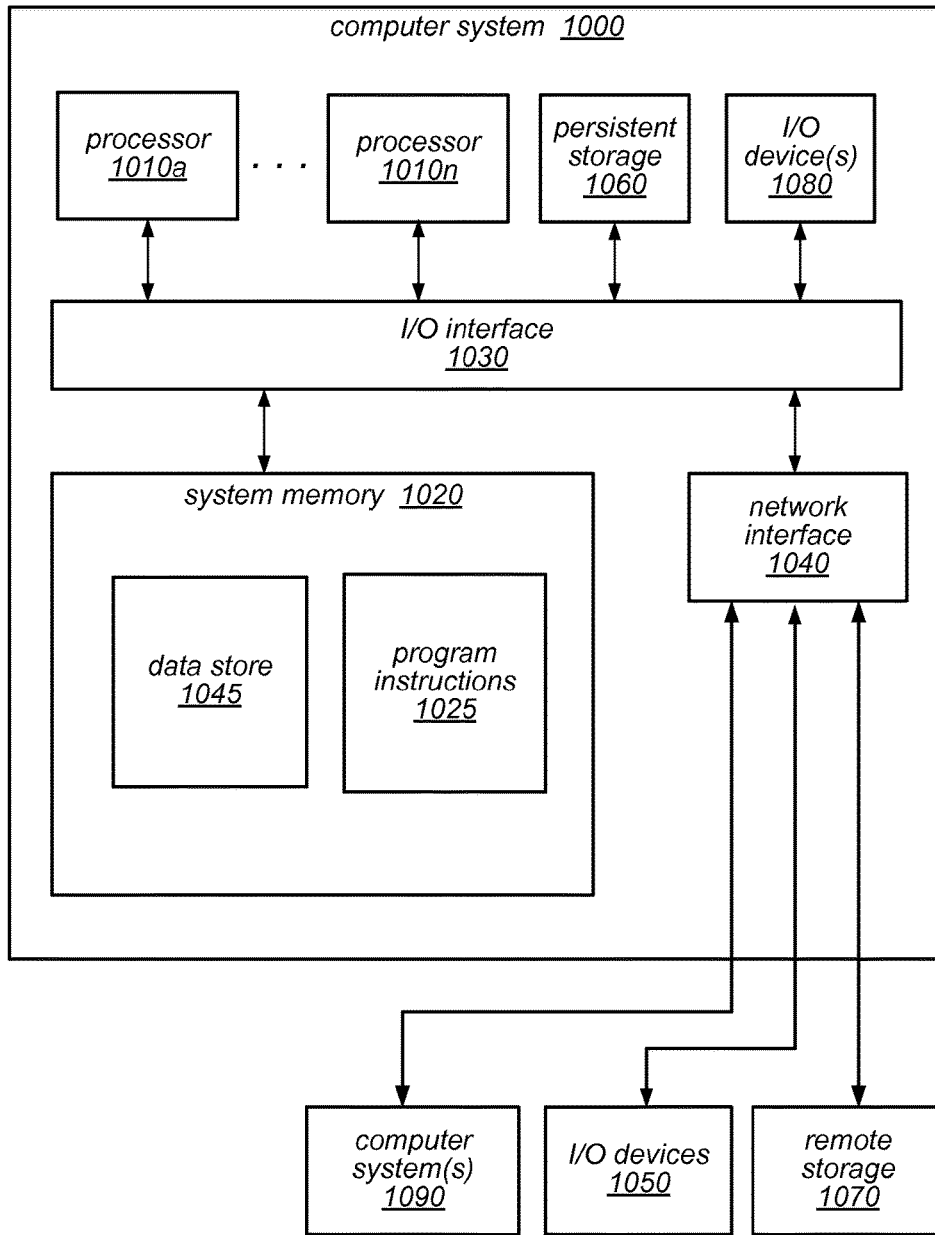 computer system 1000
processor
1010a
. . .
processor
1010n
persistent
storage
1060
I/O
device(s)
1080
I/O interface
1030
system memory 1020
data store
1045
program
instructions
1025
network
interface
1040
computer
system(s)
1090
I/O devices
1050
remote
storage
1070